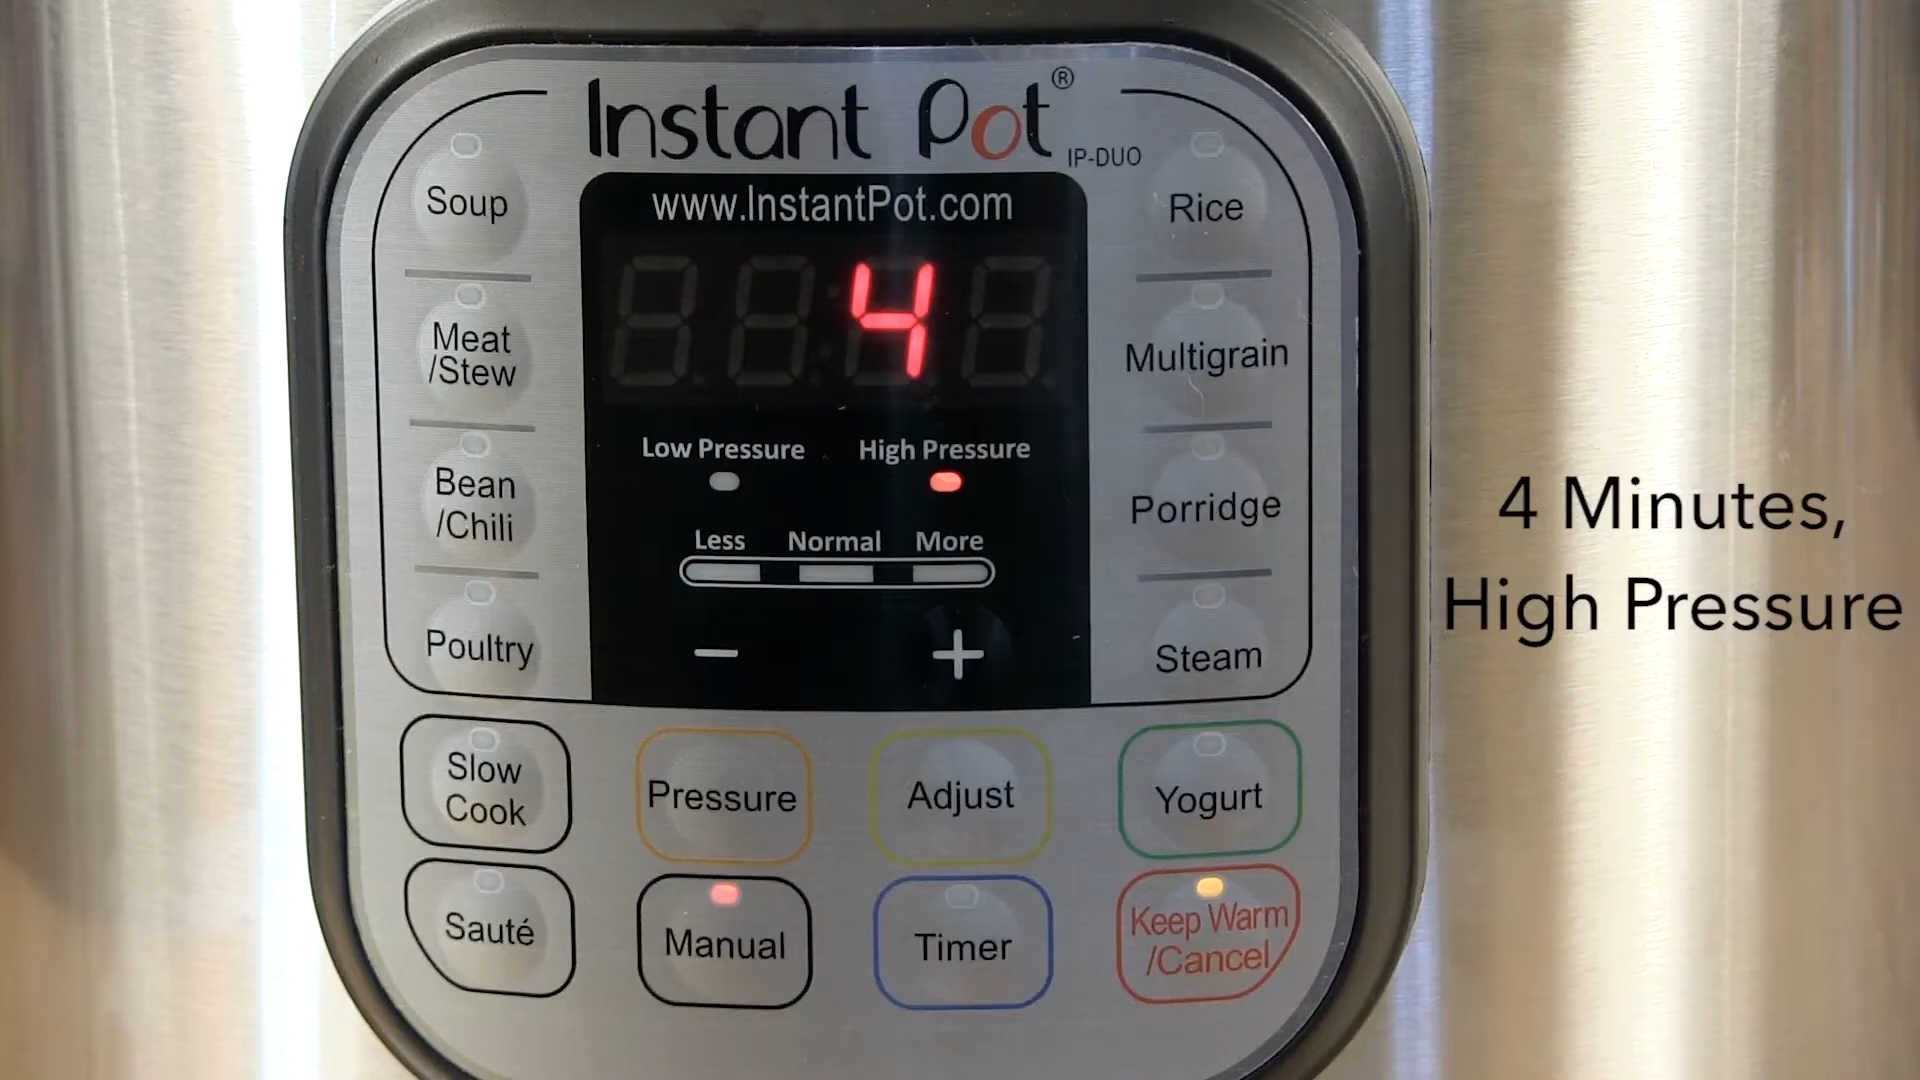 Instant Pot®
IP-DUO
www.InstantPot.com
4
Low Pressure High Pressure
Less Normal More
− +
Soup
Meat
/Stew
Bean
/Chili
Poultry
Rice
Multigrain
Porridge
Steam
Slow
Cook
Pressure
Adjust
Yogurt
Sauté
Manual
Timer
Keep Warm
/Cancel
4 Minutes,
High Pressure